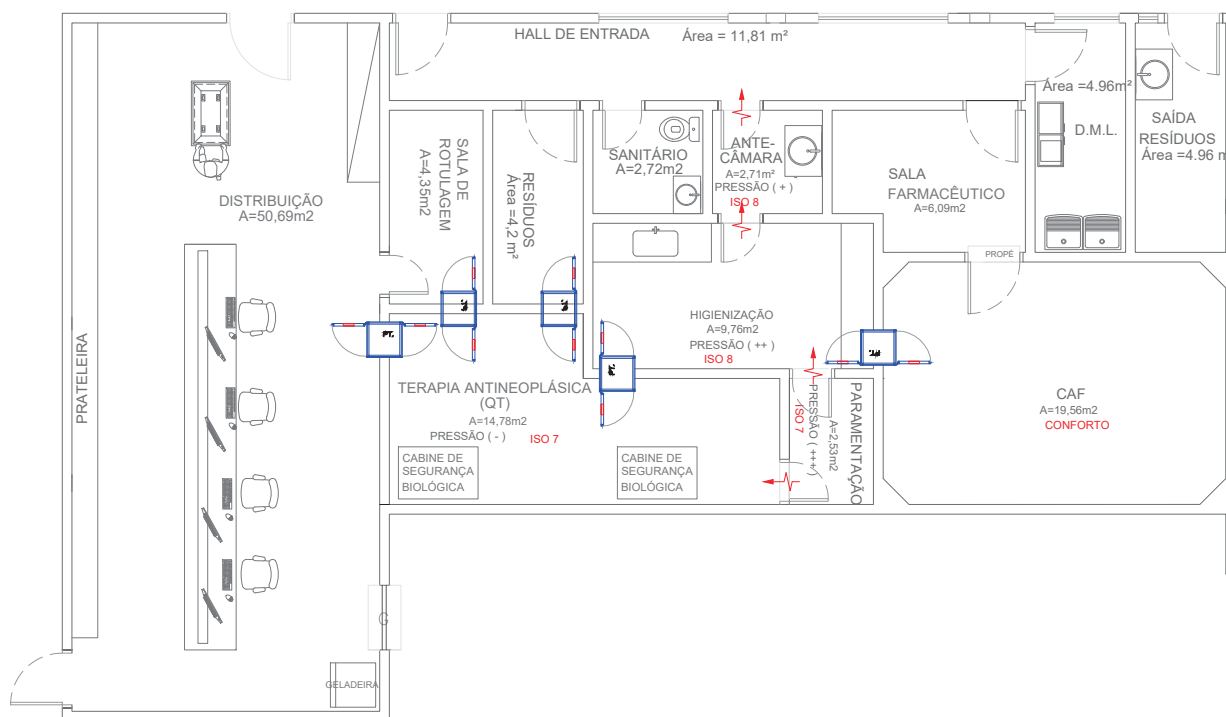 HALL DE ENTRADA
Área = 11,81 m²
Área =4.96m²
D.M.L.
SAÍDA
RESÍDUOS
Área =4.96 m
SALA DE
ROTULAGEM
A=4,35m2
RESÍDUOS
Área =4,2 m²
SANITÁRIO
A=2,72m²
ANTE-
CÂMARA
A=2,71m²
PRESSÃO ( + )
ISO 8
SALA
FARMACÊUTICO
A=6,09m2
DISTRIBUIÇÃO
A=50,69m2
PROPÉ
PRATELEIRA
HIGIENIZAÇÃO
A=9,76m2
PRESSÃO ( ++ )
ISO 8
TERAPIA ANTINEOPLÁSICA
(QT)
A=14,78m2
PRESSÃO ( - )
ISO 7
PARAMENTAÇÃO
A=2,53m2
PRESSÃO ( +++ )
ISO 7
CAF
A=19,56m2
CONFORTO
CABINE DE
SEGURANÇA
BIOLÓGICA
CABINE DE
SEGURANÇA
BIOLÓGICA
G
GELADEIRA